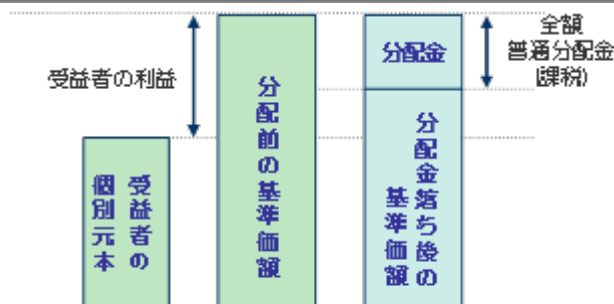 受益者の利益
受益者の
個別元本
分配前の基準価額
分配金
分配金落ち後の
基準価額
全額
普通分配金
(課税)